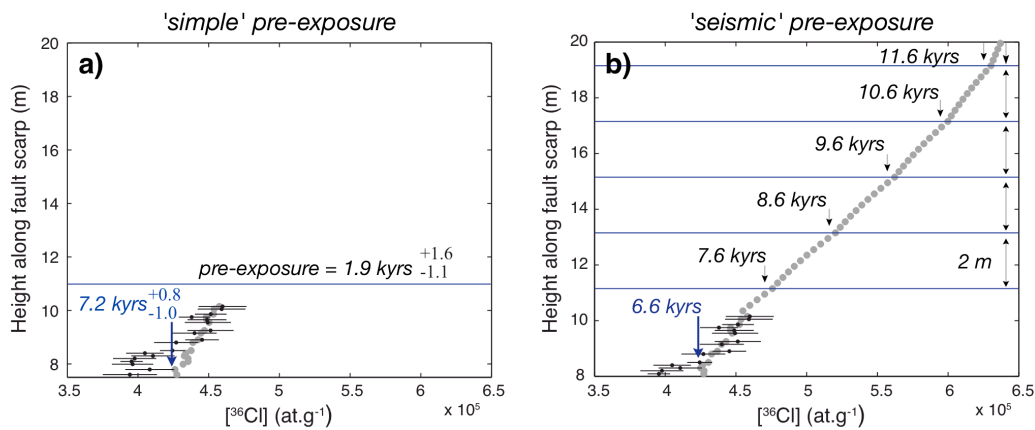 'simple' pre-exposure
a)
Height along fault scarp (m)
20
18
16
14
12
10
8
pre-exposure = 1.9 kyrs +1.6 -1.1
7.2 kyrs +0.8 -1.0
3.5 4 4.5 5 5.5 6 6.5
x 10⁵
[³⁶Cl] (at.g⁻¹)
'seismic' pre-exposure
b)
Height along fault scarp (m)
20
18
16
14
12
10
8
11.6 kyrs
10.6 kyrs
9.6 kyrs
8.6 kyrs
7.6 kyrs
2 m
6.6 kyrs
3.5 4 4.5 5 5.5 6 6.5
x 10⁵
[³⁶Cl] (at.g⁻¹)